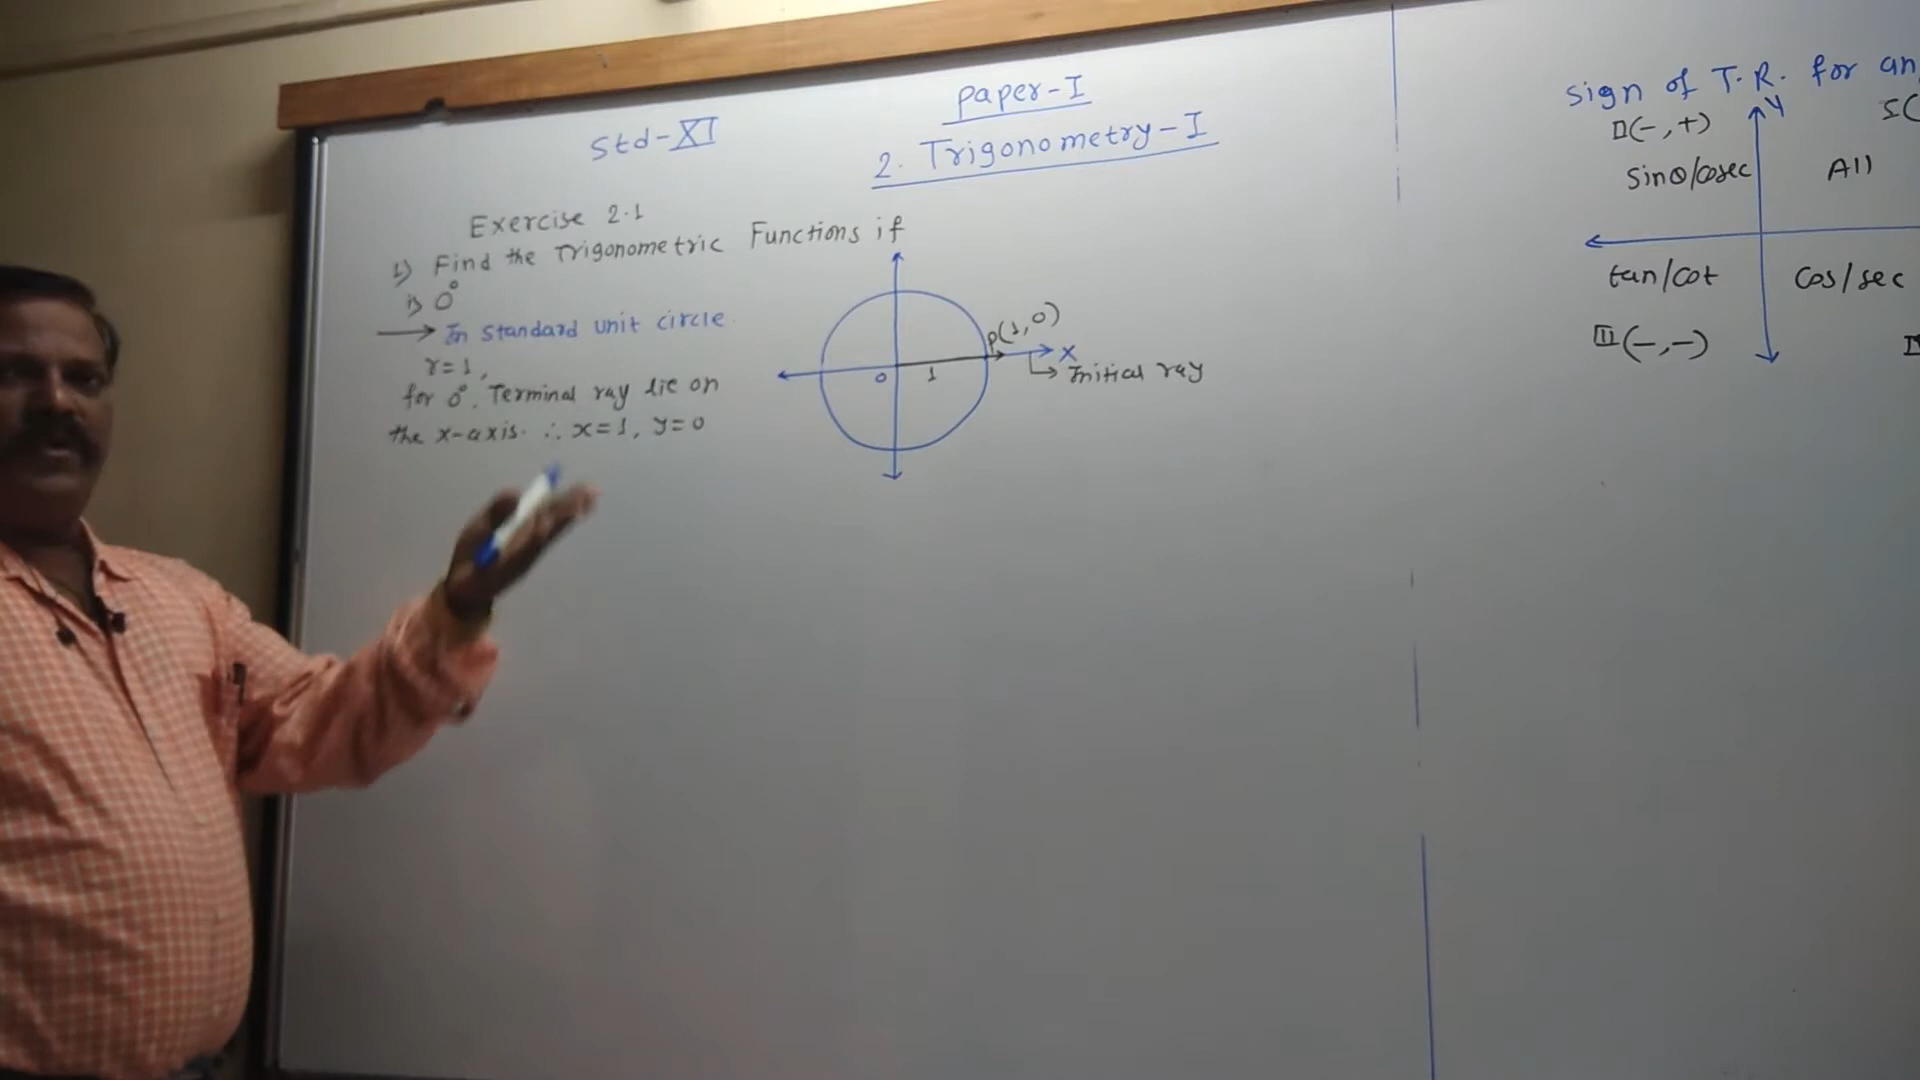 Paper-I
Std-XI
2. Trigonometry-I
Exercise 2.1
1) Find the Trigonometric Functions if
is 0°
→ In standard unit circle
r=1,
for 0°. Terminal ray lie on
the x-axis. ∴ x=1, y=0
P(1,0)
X
0
1
Initial ray
Sign of T.R. for an
II(-,+)
Y
I(
Sinθ/cosec
All
tan/cot
Cos/sec
III(-,-)